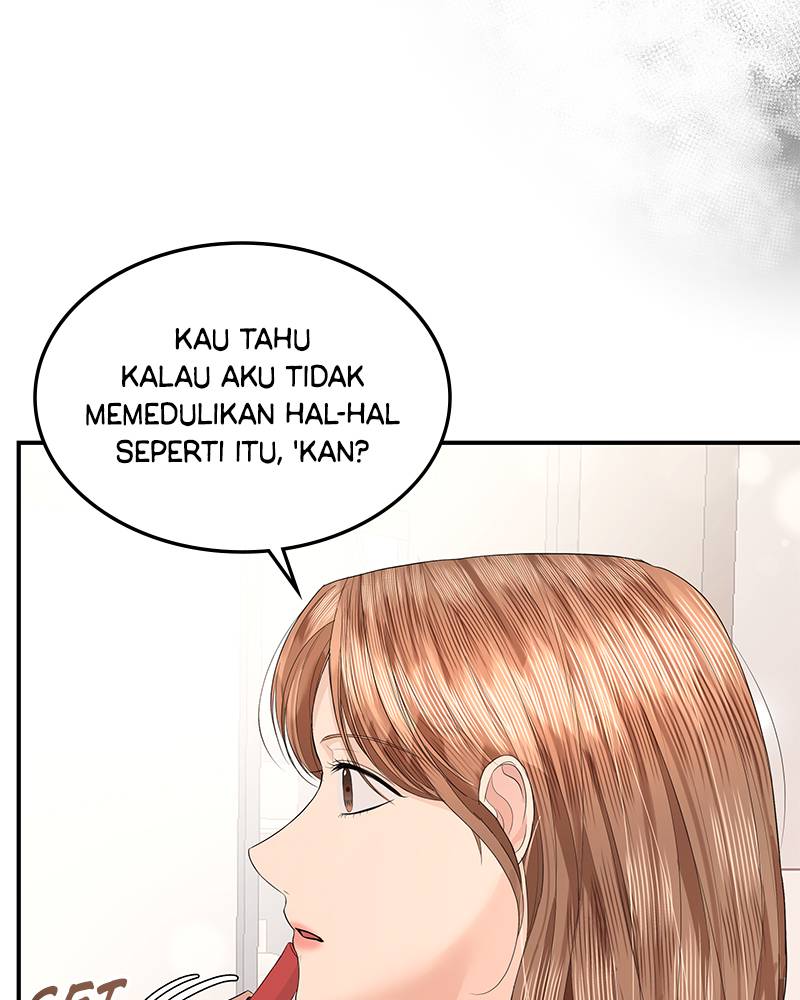 KAU TAHU
KALAU AKU TIDAK
MEMEDULIKAN HAL-HAL
SEPERTI ITU, 'KAN?